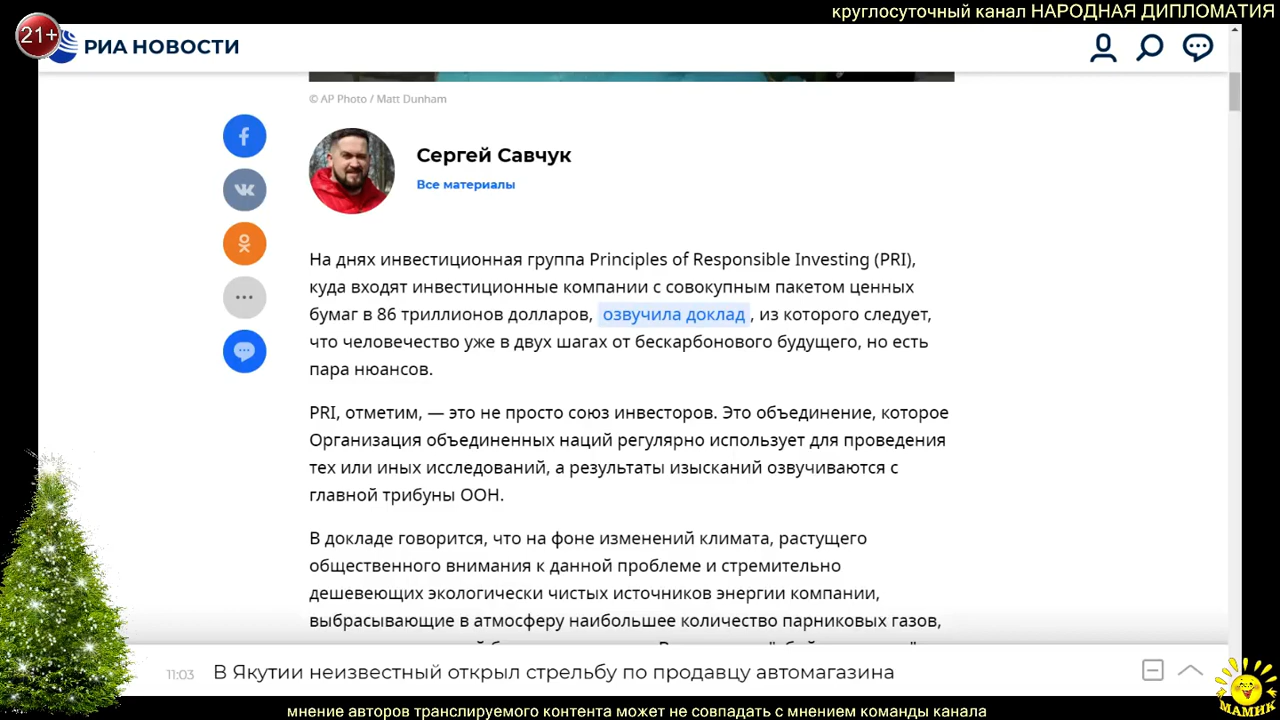 круглосуточный канал НАРОДНАЯ ДИПЛОМАТИЯ
21+
РИА НОВОСТИ
© AP Photo / Matt Dunham
Сергей Савчук
Все материалы
На днях инвестиционная группа Principles of Responsible Investing (PRI),
куда входят инвестиционные компании с совокупным пакетом ценных
бумаг в 86 триллионов долларов, озвучила доклад, из которого следует,
что человечество уже в двух шагах от бескарбонового будущего, но есть
пара нюансов.
PRI, отметим, — это не просто союз инвесторов. Это объединение, которое
Организация объединенных наций регулярно использует для проведения
тех или иных исследований, а результаты изысканий озвучиваются с
главной трибуны ООН.
В докладе говорится, что на фоне изменений климата, растущего
общественного внимания к данной проблеме и стремительно
дешевеющих экологически чистых источников энергии компании,
выбрасывающие в атмосферу наибольшее количество парниковых газов,
11:03 В Якутии неизвестный открыл стрельбу по продавцу автомагазина
МАМИК
мнение авторов транслируемого контента может не совпадать с мнением команды канала